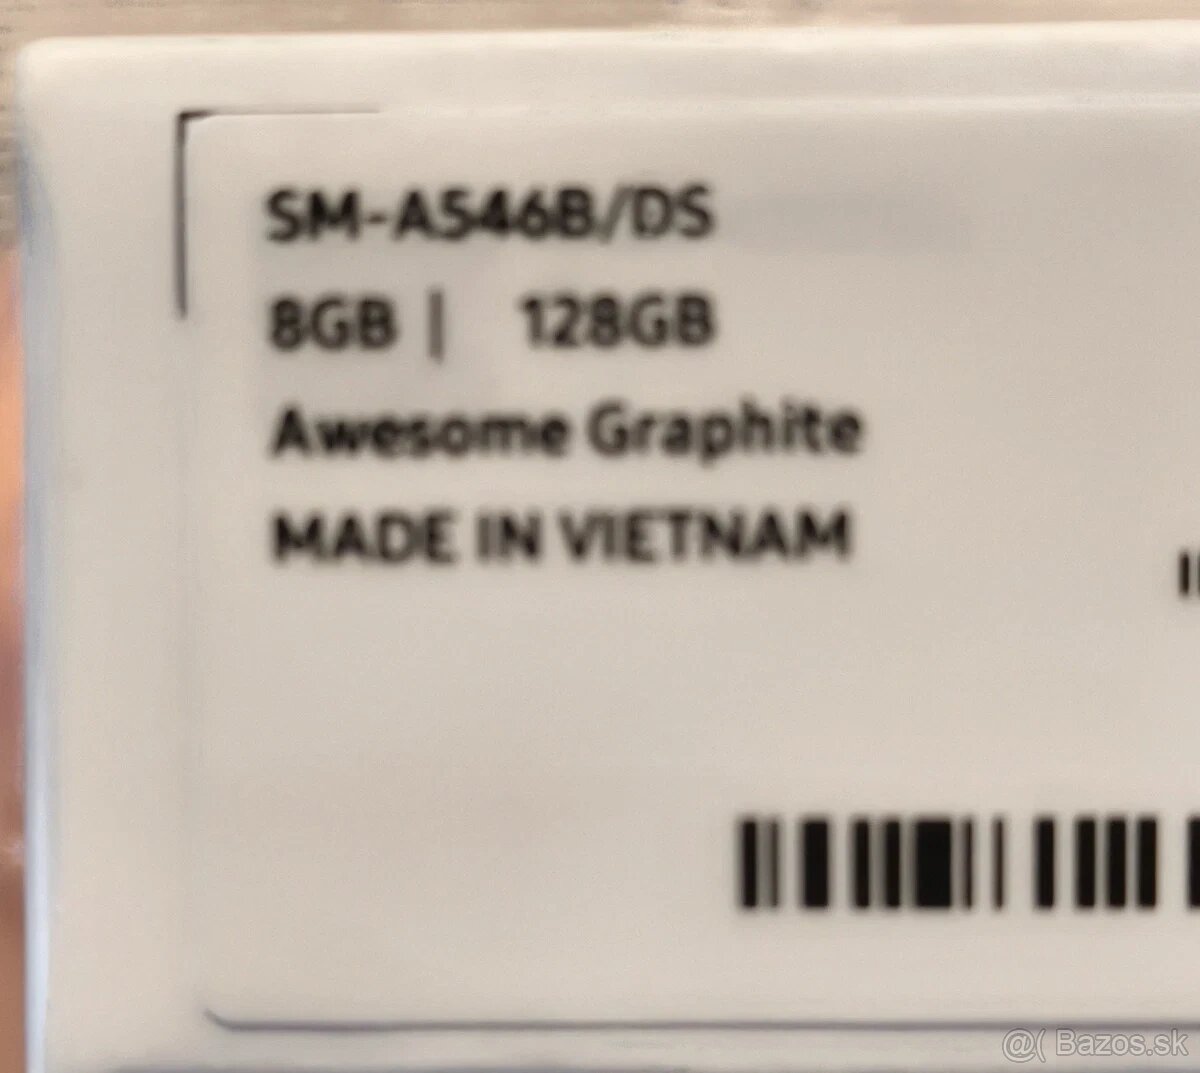 SM-A546B/DS
8GB | 128GB
Awesome Graphite
MADE IN VIETNAM
@( Bazos.sk